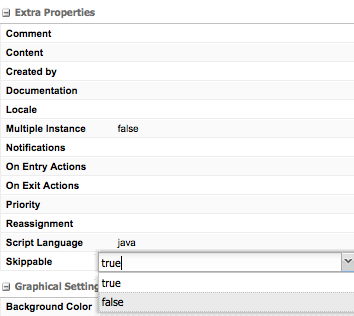 Extra Properties
Comment
Content
Created by
Documentation
Locale
Multiple Instance false
Notifications
On Entry Actions
On Exit Actions
Priority
Reassignment
Script Language java
Skippable true
true
Graphical Setting
false
Background Color